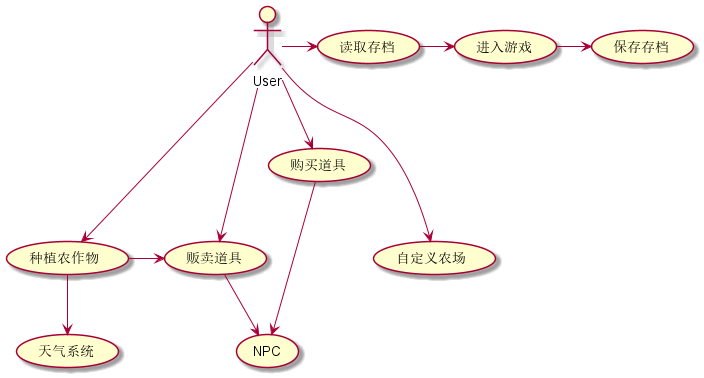 User
读取存档
进入游戏
保存存档
购买道具
种植农作物
贩卖道具
自定义农场
天气系统
NPC